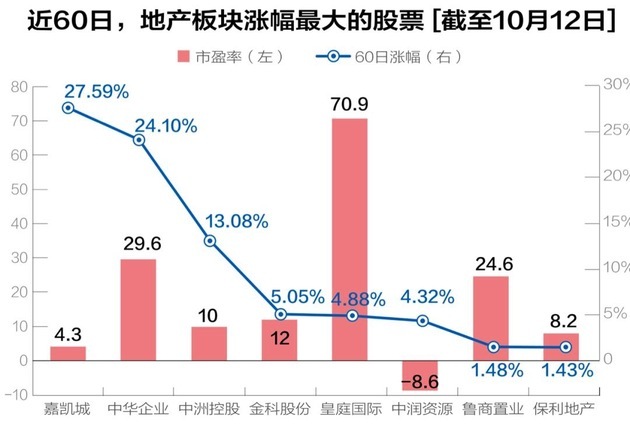 近60日，地产板块涨幅最大的股票 [截至10月12日]
市盈率（左） 60日涨幅（右）
80 30%
70 25%
60 20%
50 15%
40 10%
30 5%
20 0
10
0
-10
27.59% 24.10% 13.08% 5.05% 4.88% 4.32% 1.48% 1.43%
4.3 29.6 10 12 70.9 -8.6 24.6 8.2
嘉凯城 中华企业 中洲控股 金科股份 皇庭国际 中润资源 鲁商置业 保利地产